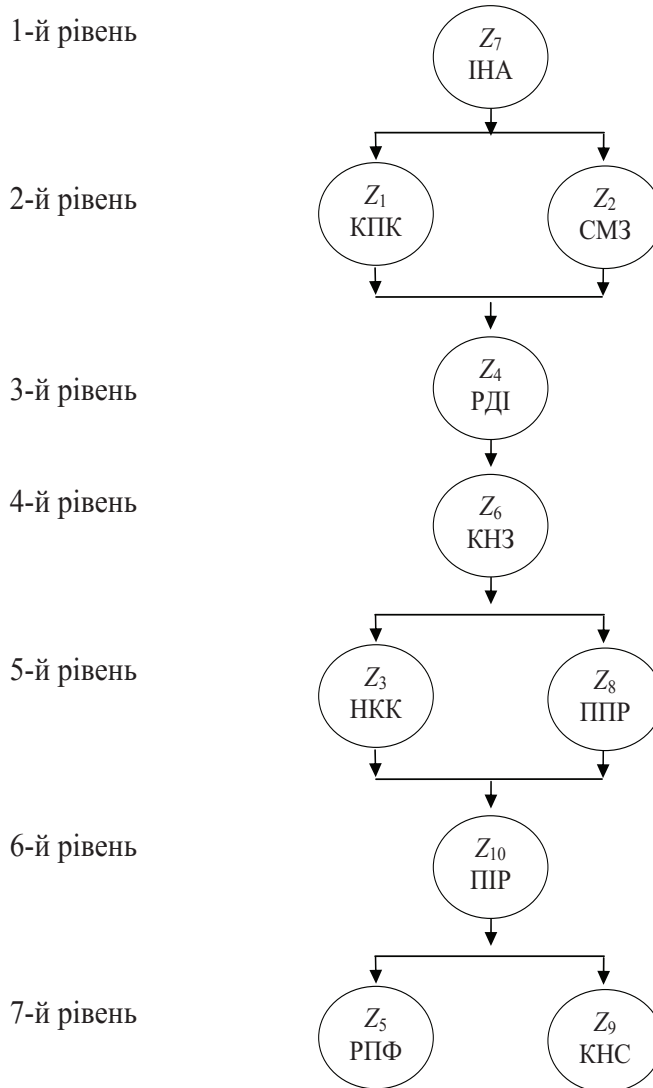 1-й рівень
Z7
ІНА
2-й рівень
Z1
КПК
Z2
СМЗ
3-й рівень
Z4
РДІ
4-й рівень
Z6
КНЗ
5-й рівень
Z3
НКК
Z8
ППР
6-й рівень
Z10
ПІР
7-й рівень
Z5
РПФ
Z9
КНС